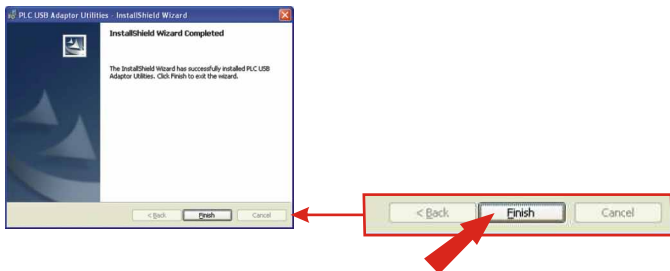 PLC USB Adaptor Utilities - InstallShield Wizard
InstallShield Wizard Completed
The InstallShield Wizard has successfully installed PLC USB
Adaptor Utilities. Click Finish to exit the wizard.
< Back Finish Cancel
< Back Finish Cancel